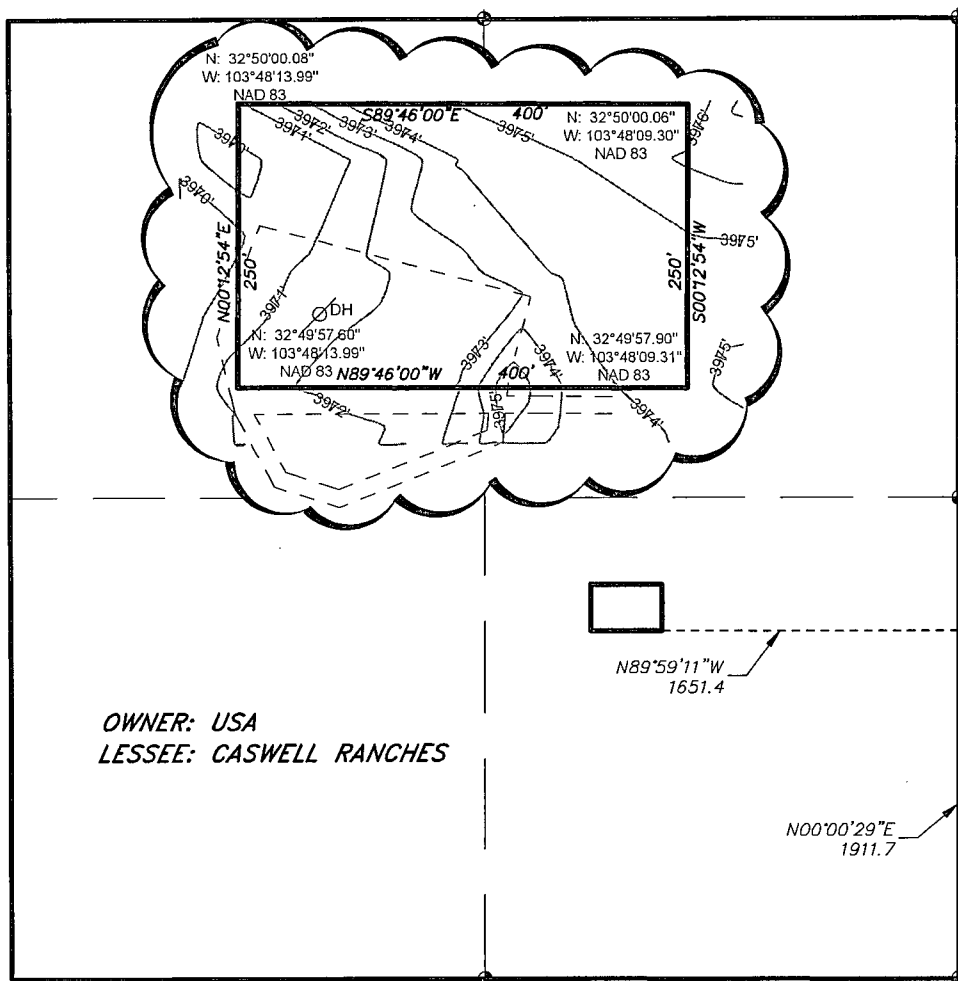 N: 32°50'00.08"
W: 103°48'13.99"
NAD 83
S89°46'00"E 400'
N: 32°50'00.06"
W: 103°48'09.30"
NAD 83
3976'
3970'
3971'
3972'
3973'
3974'
3975'
3970'
3975'
N00°12'54"E
250'
250'
S00°12'54"W
3971'
DH
N: 32°49'57.60"
W: 103°48'13.99"
NAD 83
N: 32°49'57.90"
W: 103°48'09.31"
NAD 83
N89°46'00"W 400'
3973'
3974'
3975'
3972'
3975'
3974'
N89°59'11"W
1651.4
OWNER: USA
LESSEE: CASWELL RANCHES
N00°00'29"E
1911.7